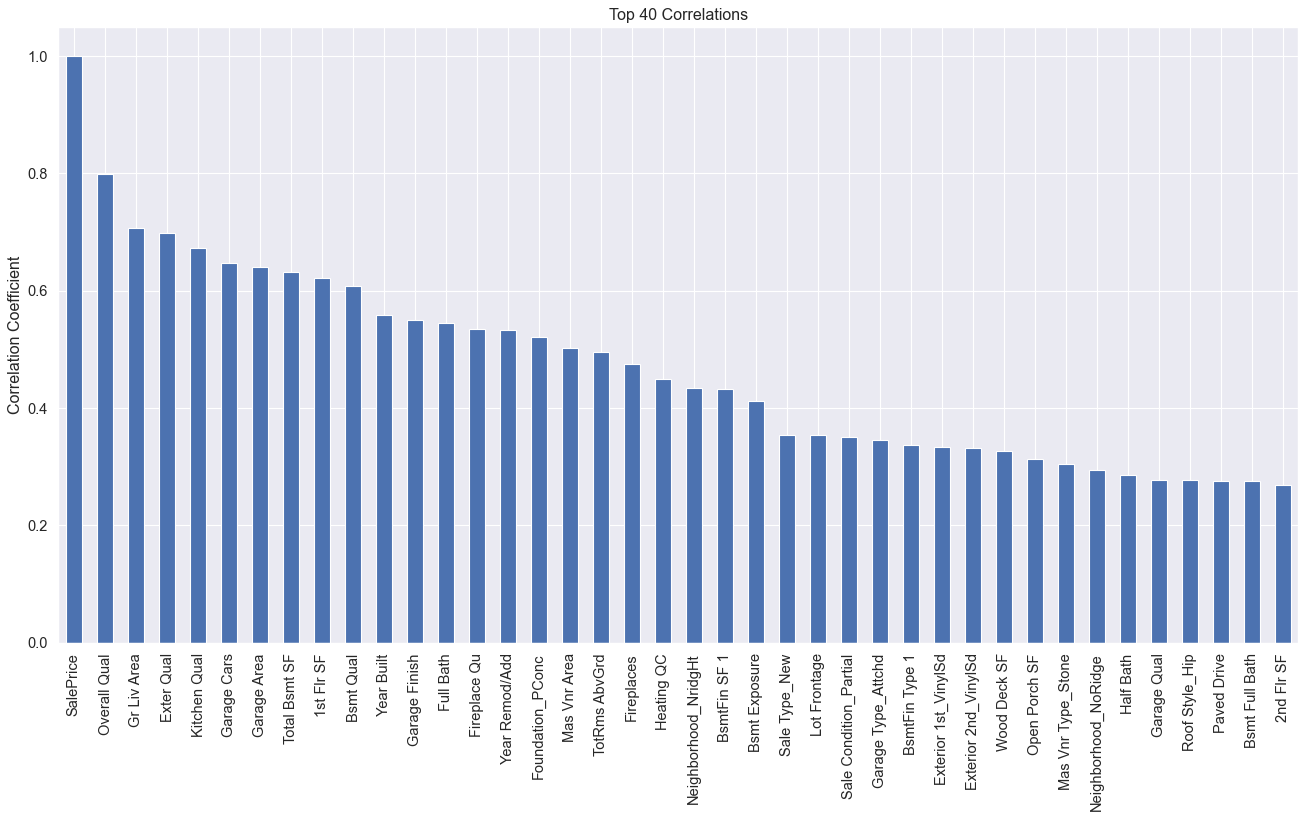 Top 40 Correlations
Correlation Coefficient
1.0
0.8
0.6
0.4
0.2
0.0
SalePrice
Overall Qual
Gr Liv Area
Exter Qual
Kitchen Qual
Garage Cars
Garage Area
Total Bsmt SF
1st Flr SF
Bsmt Qual
Year Built
Garage Finish
Full Bath
Fireplace Qu
Year Remod/Add
Foundation_PConc
Mas Vnr Area
TotRms AbvGrd
Fireplaces
Heating QC
Neighborhood_NridgHt
BsmtFin SF 1
Bsmt Exposure
Sale Type_New
Lot Frontage
Sale Condition_Partial
Garage Type_Attchd
BsmtFin Type 1
Exterior 1st_VinylSd
Exterior 2nd_VinylSd
Wood Deck SF
Open Porch SF
Mas Vnr Type_Stone
Neighborhood_NoRidge
Half Bath
Garage Qual
Roof Style_Hip
Paved Drive
Bsmt Full Bath
2nd Flr SF